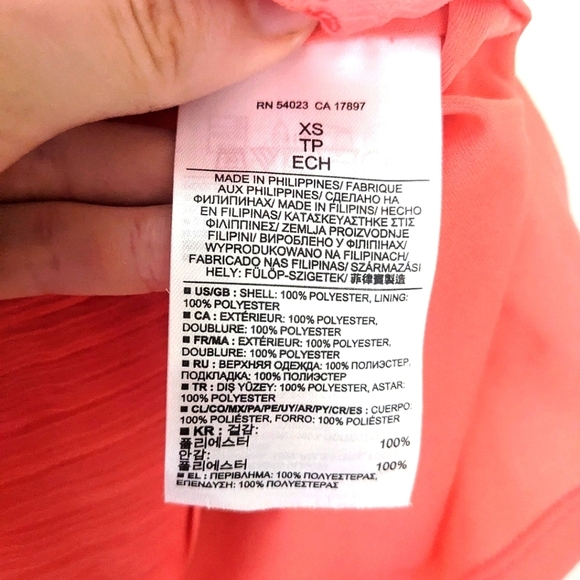 RN 54023 CA 17897
XS
TP
ECH
MADE IN PHILIPPINES/ FABRIQUE
AUX PHILIPPINES/ СДЕЛАНО НА
ФИЛИПИНАХ/ MADE IN FILIPINS/ HECHO
EN FILIPINAS/ ΚΑΤΑΣΚΕΥΑΣΤΗΚΕ ΣΤΙΣ
ΦΙΛΙΠΠΙΝΕΣ/ ZEMLJA PROIZVODNJE
FILIPINI/ ВИРОБЛЕНО У ФІЛІПІНАХ/
WYPRODUKOWANO NA FILIPINACH/
FABRICADO NAS FILIPINAS/ SZÁRMAZÁSI
HELY: FÜLÖP-SZIGETEK/ 菲律賓製造
■ US/GB : SHELL: 100% POLYESTER, LINING:
100% POLYESTER
■ CA : EXTÉRIEUR: 100% POLYESTER,
DOUBLURE: 100% POLYESTER
■ FR/MA : EXTÉRIEUR: 100% POLYESTER,
DOUBLURE: 100% POLYESTER
■ RU : ВЕРХНЯЯ ОДЕЖДА: 100% ПОЛИЭСТЕР,
ПОДКЛАДКА: 100% ПОЛИЭСТЕР
■ TR : DIŞ YÜZEY: 100% POLYESTER, ASTAR:
100% POLYESTER
■ CL/CO/MX/PA/PE/UY/AR/PY/CR/ES : CUERPO:
100% POLIÉSTER, FORRO: 100% POLIÉSTER
■ KR : 겉감:
폴리에스터 100%
안감:
폴리에스터 100%
■ EL : ΠΕΡΙΒΛΗΜΑ: 100% ΠΟΛΥΕΣΤΕΡΑΣ,
ΕΠΕΝΔΥΣΗ: 100% ΠΟΛΥΕΣΤΕΡΑΣ